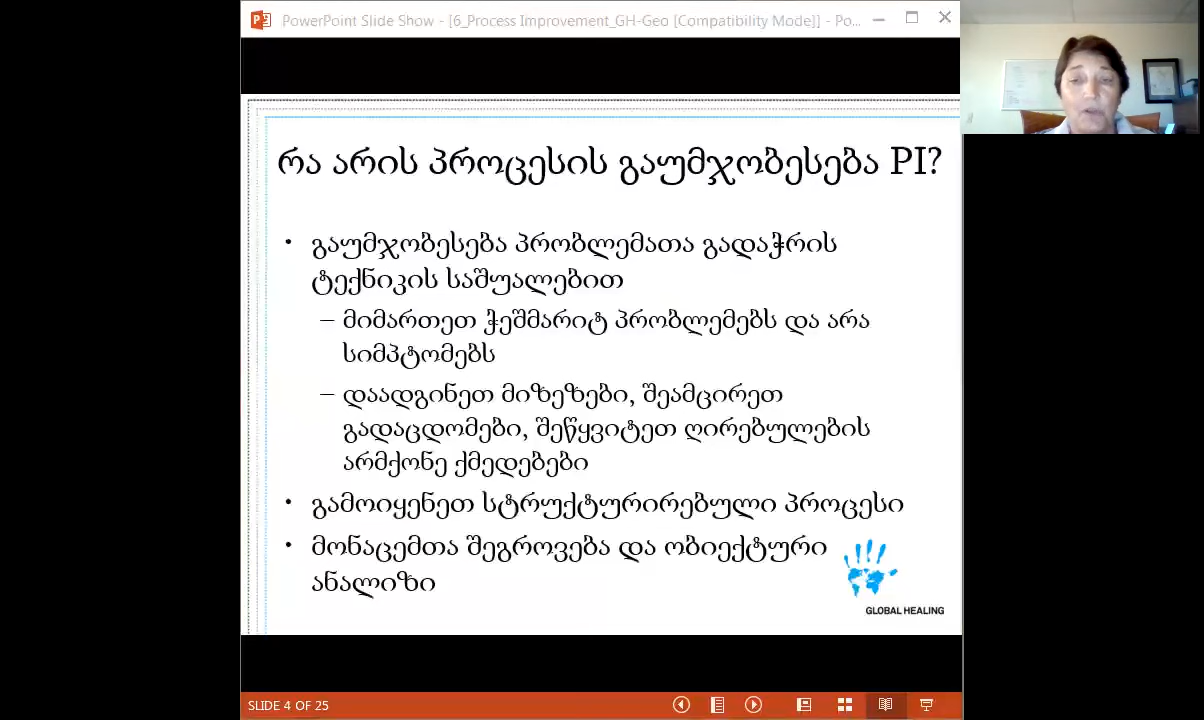 PowerPoint Slide Show - [6_Process Improvement_GH-Geo [Compatibility Mode]] - Po...
რა არის პროცესის გაუმჯობესება PI?
• გაუმჯობესება პრობლემათა გადაჭრის
ტექნიკის საშუალებით
– მიმართეთ ჭეშმარიტ პრობლემებს და არა
სიმპტომებს
– დაადგინეთ მიზეზები, შეამცირეთ
გადაცდომები, შეწყვიტეთ ღირებულების
არმქონე ქმედებები
• გამოიყენეთ სტრუქტურირებული პროცესი
• მონაცემთა შეგროვება და ობიექტური
ანალიზი
GLOBAL HEALING
SLIDE 4 OF 25